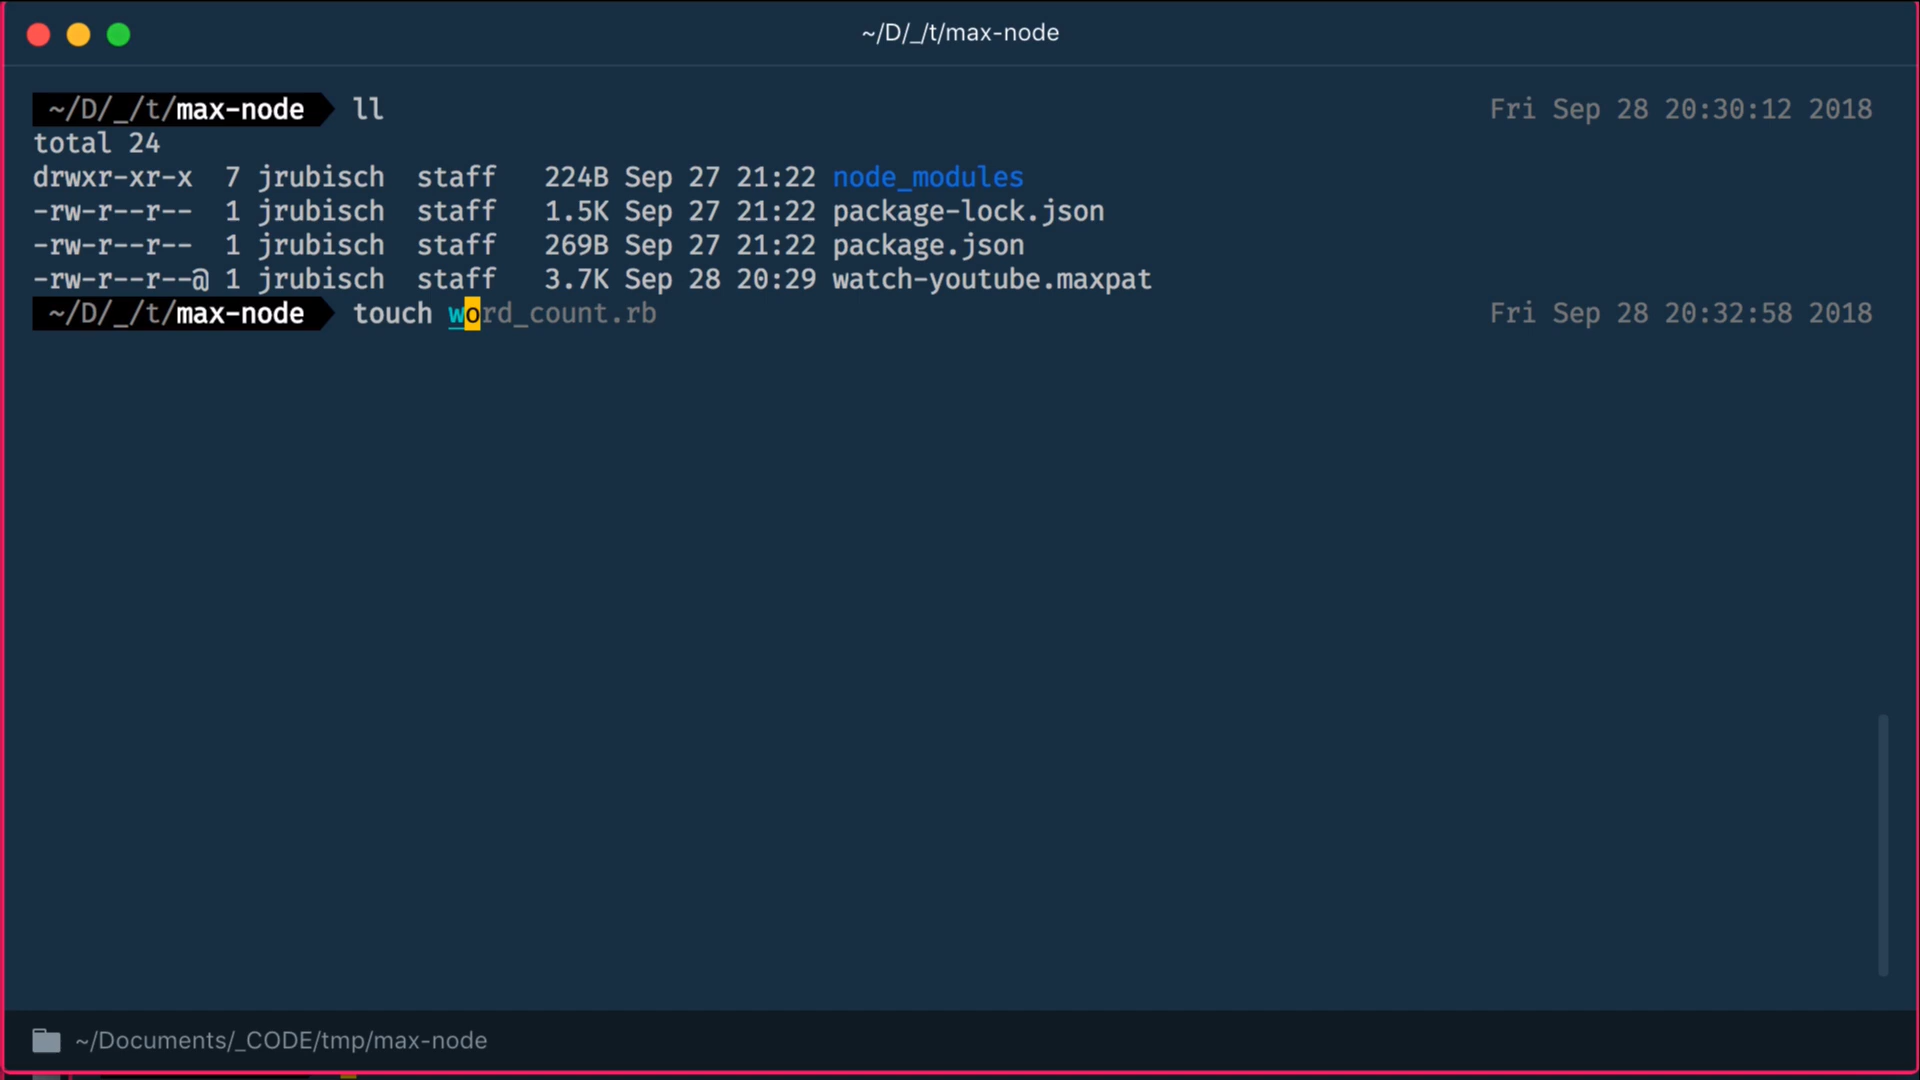 ~/D/_/t/max-node
~/D/_/t/max-node ll Fri Sep 28 20:30:12 2018
total 24
drwxr-xr-x 7 jrubisch staff 224B Sep 27 21:22 node_modules
-rw-r--r-- 1 jrubisch staff 1.5K Sep 27 21:22 package-lock.json
-rw-r--r-- 1 jrubisch staff 269B Sep 27 21:22 package.json
-rw-r--r--@ 1 jrubisch staff 3.7K Sep 28 20:29 watch-youtube.maxpat
~/D/_/t/max-node touch word_count.rb Fri Sep 28 20:32:58 2018
~/Documents/_CODE/tmp/max-node